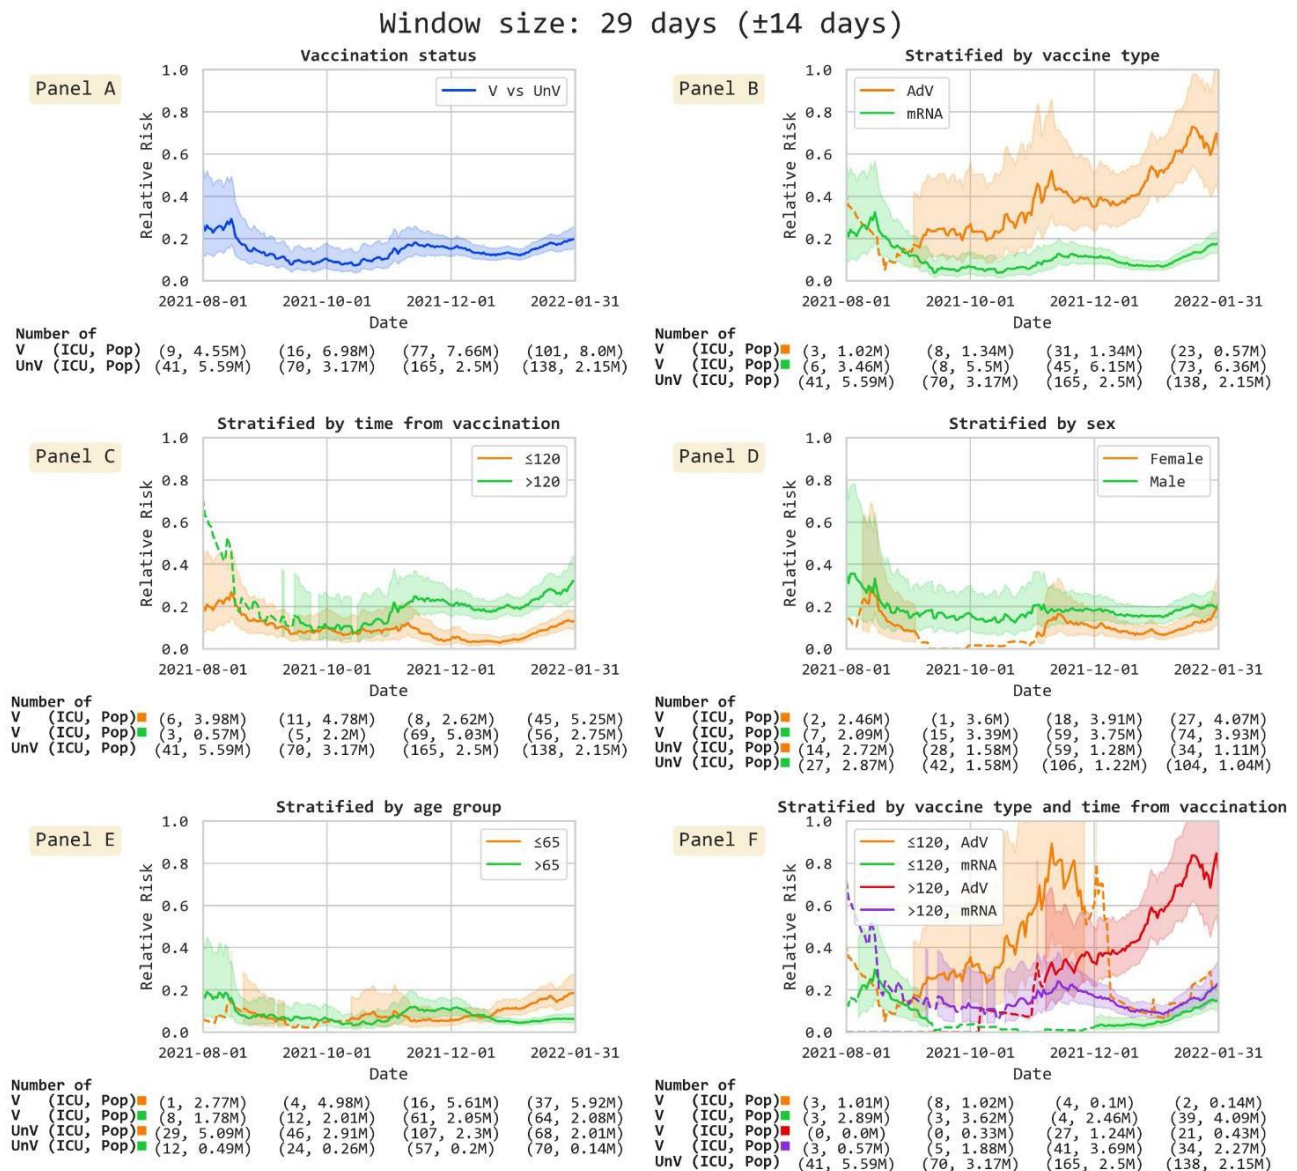 Window size: 29 days (±14 days)
Panel A
Vaccination status
1.0
0.8
0.6
0.4
0.2
0.0
Relative Risk
V vs UnV
2021-08-01 2021-10-01 2021-12-01 2022-01-31
Date
Number of
V (ICU, Pop) (9, 4.55M) (16, 6.98M) (77, 7.66M) (101, 8.0M)
UnV (ICU, Pop) (41, 5.59M) (70, 3.17M) (165, 2.5M) (138, 2.15M)
Panel B
Stratified by vaccine type
1.0
0.8
0.6
0.4
0.2
0.0
Relative Risk
AdV
mRNA
2021-08-01 2021-10-01 2021-12-01 2022-01-31
Date
Number of
V (ICU, Pop) (3, 1.02M) (8, 1.34M) (31, 1.34M) (23, 0.57M)
V (ICU, Pop) (6, 3.46M) (8, 5.5M) (45, 6.15M) (73, 6.36M)
UnV (ICU, Pop) (41, 5.59M) (70, 3.17M) (165, 2.5M) (138, 2.15M)
Panel C
Stratified by time from vaccination
1.0
0.8
0.6
0.4
0.2
0.0
Relative Risk
≤120
>120
2021-08-01 2021-10-01 2021-12-01 2022-01-31
Date
Number of
V (ICU, Pop) (6, 3.98M) (11, 4.78M) (8, 2.62M) (45, 5.25M)
V (ICU, Pop) (3, 0.57M) (5, 2.2M) (69, 5.03M) (56, 2.75M)
UnV (ICU, Pop) (41, 5.59M) (70, 3.17M) (165, 2.5M) (138, 2.15M)
Panel D
Stratified by sex
1.0
0.8
0.6
0.4
0.2
0.0
Relative Risk
Female
Male
2021-08-01 2021-10-01 2021-12-01 2022-01-31
Date
Number of
V (ICU, Pop) (2, 2.46M) (1, 3.6M) (18, 3.91M) (27, 4.07M)
V (ICU, Pop) (7, 2.09M) (15, 3.39M) (59, 3.75M) (74, 3.93M)
UnV (ICU, Pop) (14, 2.72M) (28, 1.58M) (59, 1.28M) (34, 1.11M)
UnV (ICU, Pop) (27, 2.87M) (42, 1.58M) (106, 1.22M) (104, 1.04M)
Panel E
Stratified by age group
1.0
0.8
0.6
0.4
0.2
0.0
Relative Risk
≤65
>65
2021-08-01 2021-10-01 2021-12-01 2022-01-31
Date
Number of
V (ICU, Pop) (1, 2.77M) (4, 4.98M) (16, 5.61M) (37, 5.92M)
V (ICU, Pop) (8, 1.78M) (12, 2.01M) (61, 2.05M) (64, 2.08M)
UnV (ICU, Pop) (29, 5.09M) (46, 2.91M) (107, 2.3M) (68, 2.01M)
UnV (ICU, Pop) (12, 0.49M) (24, 0.26M) (57, 0.2M) (70, 0.14M)
Panel F
Stratified by vaccine type and time from vaccination
1.0
0.8
0.6
0.4
0.2
0.0
Relative Risk
≤120, AdV
≤120, mRNA
>120, AdV
>120, mRNA
2021-08-01 2021-10-01 2021-12-01 2022-01-31
Date
Number of
V (ICU, Pop) (3, 1.01M) (8, 1.02M) (4, 0.1M) (2, 0.14M)
V (ICU, Pop) (3, 2.89M) (3, 3.62M) (4, 2.46M) (39, 4.09M)
V (ICU, Pop) (0, 0.0M) (0, 0.33M) (27, 1.24M) (21, 0.43M)
V (ICU, Pop) (3, 0.57M) (5, 1.88M) (41, 3.69M) (34, 2.27M)
UnV (ICU, Pop) (41, 5.59M) (70, 3.17M) (165, 2.5M) (138, 2.15M)